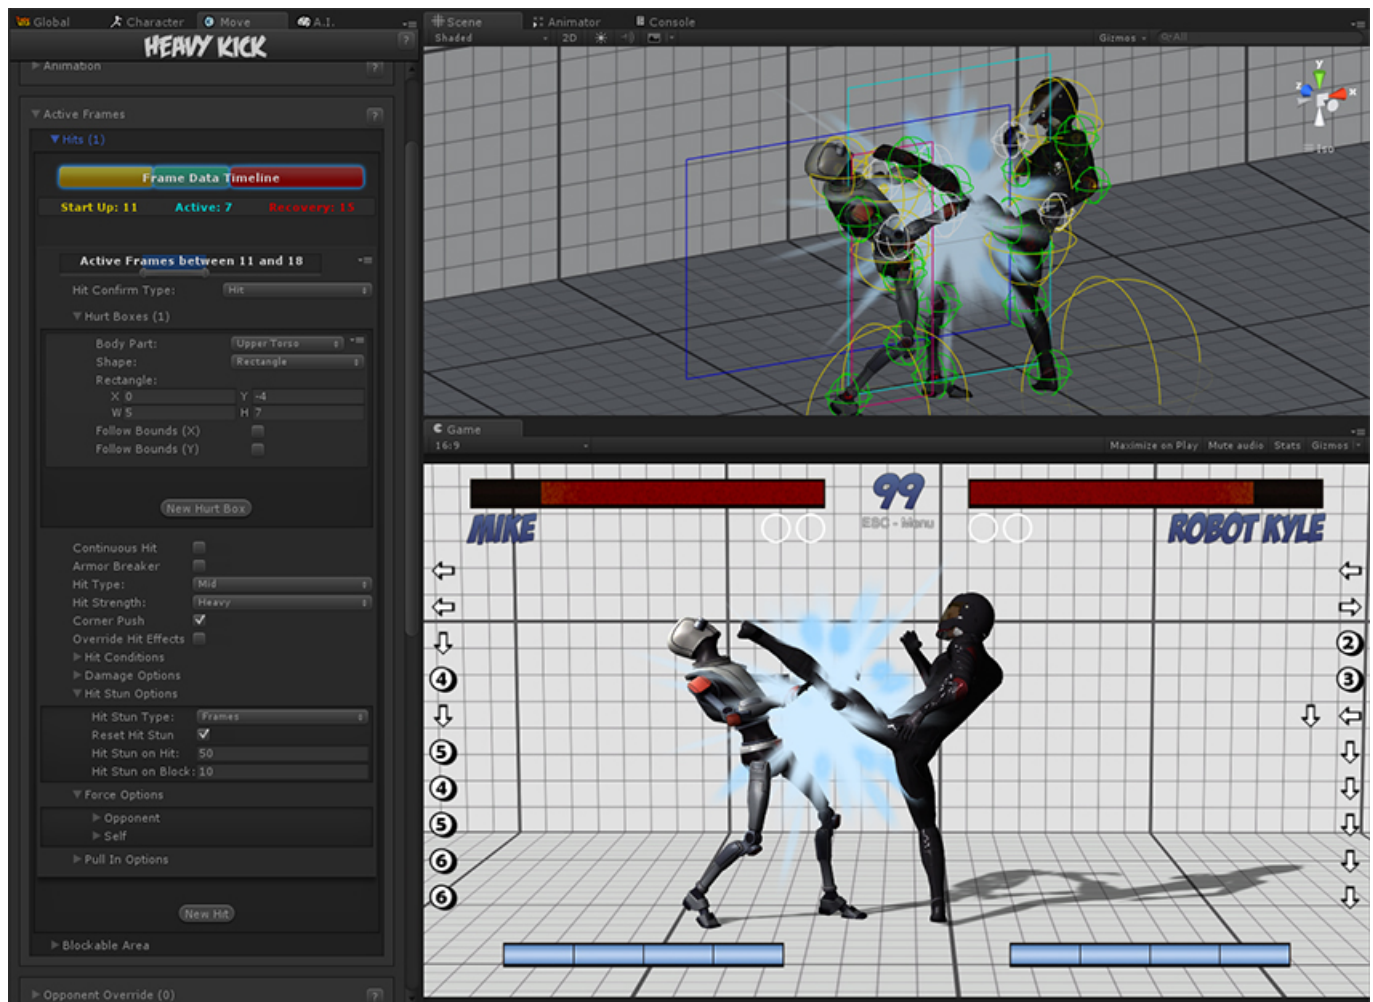 Global Character Move A.I.
HEAVY KICK
?
Animation ?
Active Frames ?
Hits (1)
Frame Data Timeline
Start Up: 11 Active: 7 Recovery: 15
Active Frames between 11 and 18
Hit Confirm Type: Hit
Hurt Boxes (1)
Body Part: Upper Torso
Shape: Rectangle
Rectangle:
X 0 Y -4
W 5 H 7
Follow Bounds (X)
Follow Bounds (Y)
New Hurt Box
Continuous Hit
Armor Breaker
Hit Type: Mid
Hit Strength: Heavy
Corner Push
Override Hit Effects
Hit Conditions
Damage Options
Hit Stun Options
Hit Stun Type: Frames
Reset Hit Stun
Hit Stun on Hit: 50
Hit Stun on Block: 10
Force Options
Opponent
Self
Pull In Options
New Hit
Blockable Area
Opponent Override (0) ?
Scene Animator Console
Shaded 2D Gizmos All
y
z x
Iso
Game
16:9 Maximize on Play Mute audio Stats Gizmos
99
ESC - Menu
MIKE ROBOT KYLE
2
4 3
5
4
5
6
6